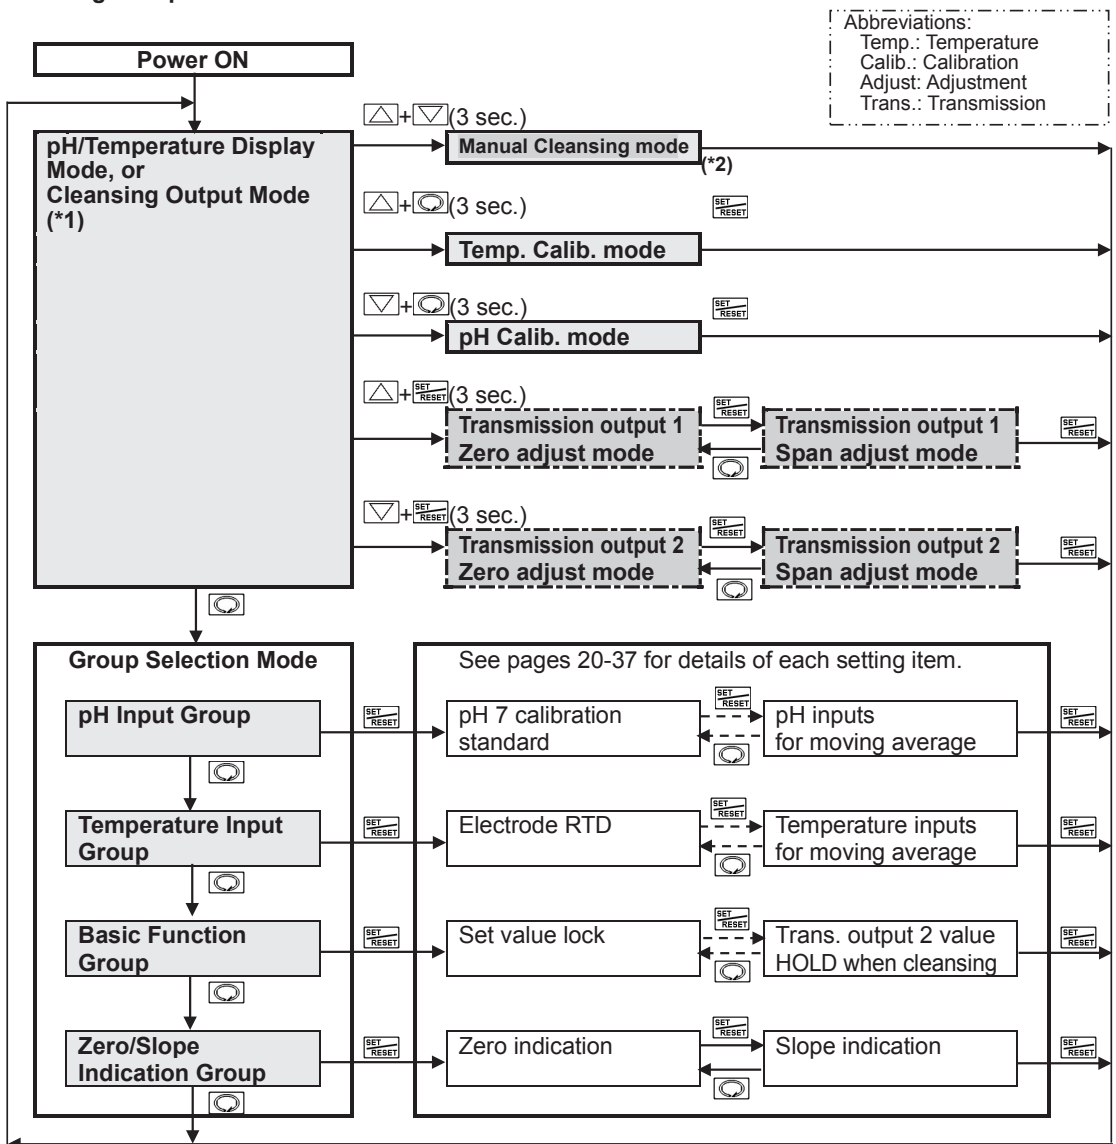 Abbreviations:
Temp.: Temperature
Calib.: Calibration
Adjust: Adjustment
Trans.: Transmission
Power ON
pH/Temperature Display
Mode, or
Cleansing Output Mode
(*1)
+ (3 sec.)
Manual Cleansing mode
(*2)
+ (3 sec.)
SET
RESET
Temp. Calib. mode
+ (3 sec.)
SET
RESET
pH Calib. mode
+ SET RESET (3 sec.)
Transmission output 1
Zero adjust mode
SET
RESET
Transmission output 1
Span adjust mode
SET
RESET
+ SET RESET (3 sec.)
Transmission output 2
Zero adjust mode
SET
RESET
Transmission output 2
Span adjust mode
SET
RESET
Group Selection Mode
See pages 20-37 for details of each setting item.
pH Input Group
SET
RESET
pH 7 calibration
standard
SET
RESET
pH inputs
for moving average
SET
RESET
Temperature Input
Group
SET
RESET
Electrode RTD
SET
RESET
Temperature inputs
for moving average
SET
RESET
Basic Function
Group
SET
RESET
Set value lock
SET
RESET
Trans. output 2 value
HOLD when cleansing
SET
RESET
Zero/Slope
Indication Group
SET
RESET
Zero indication
SET
RESET
Slope indication
SET
RESET